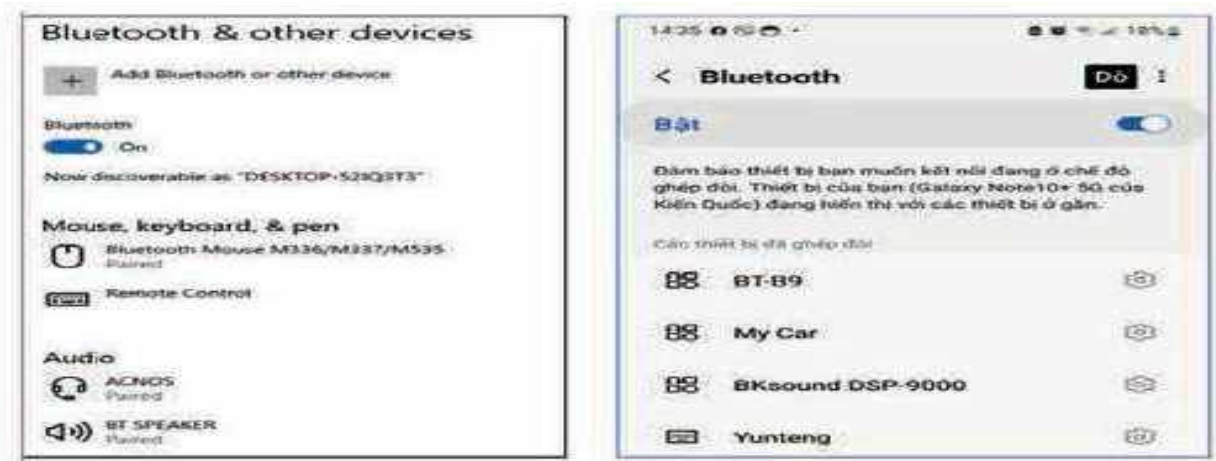 Bluetooth & other devices
Add Bluetooth or other device
Bluetooth
On
Now discoverable as
Mouse, keyboard, & pen
Bluetooth Mouse M336/M337/M535
Paired
Remote Control
Audio
ACNOS
Paired
BT SPEAKER
Paired
14:25
18%
Bluetooth
Dò
Bật
Đảm bảo thiết bị bạn muốn kết nối đang ở chế độ
ghép đôi. Thiết bị của bạn (Galaxy Note10+ 5G của
Kiến Quốc) đang hiển thị với các thiết bị ở gần.
Các thiết bị đã ghép đôi
BT-B9
My Car
BKsound DSP-9000
Yunteng